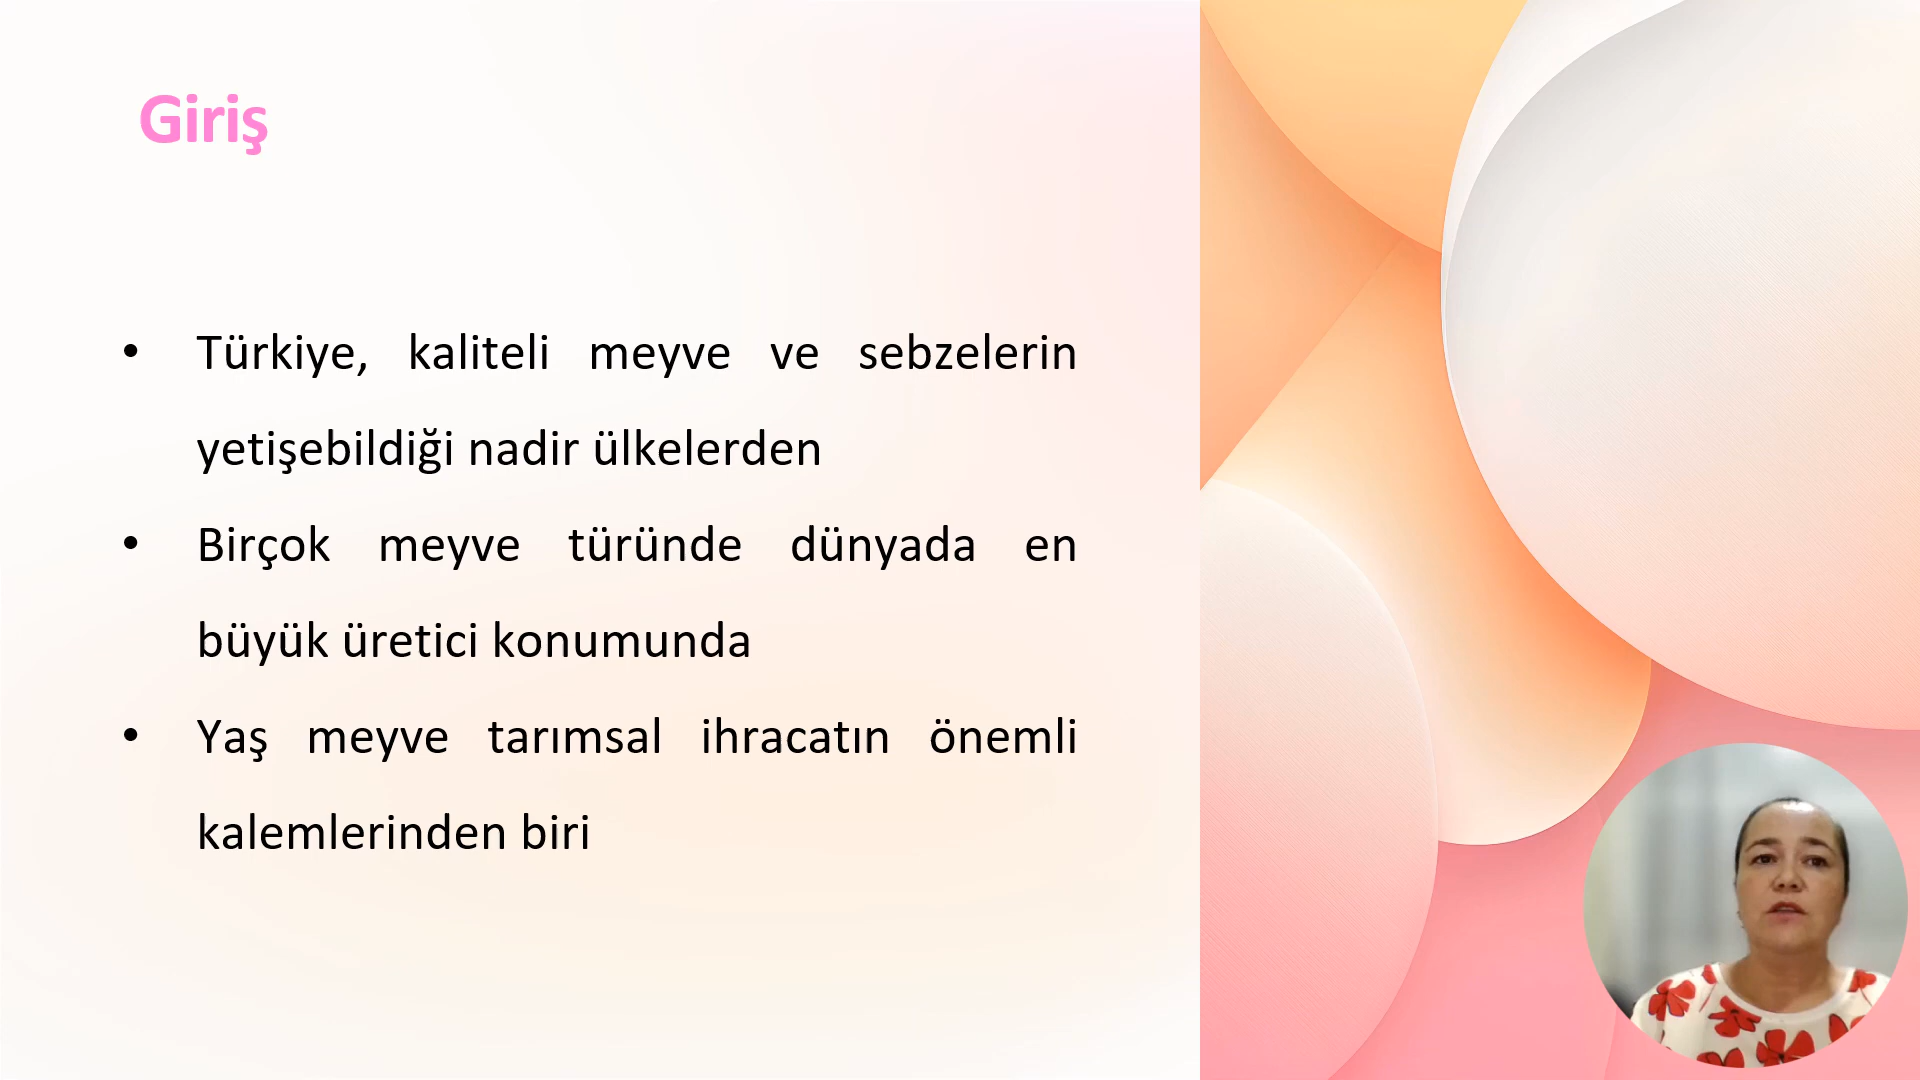 Giriş
• Türkiye, kaliteli meyve ve sebzelerin
yetişebildiği nadir ülkelerden
• Birçok meyve türünde dünyada en
büyük üretici konumunda
• Yaş meyve tarımsal ihracatın önemli
kalemlerinden biri